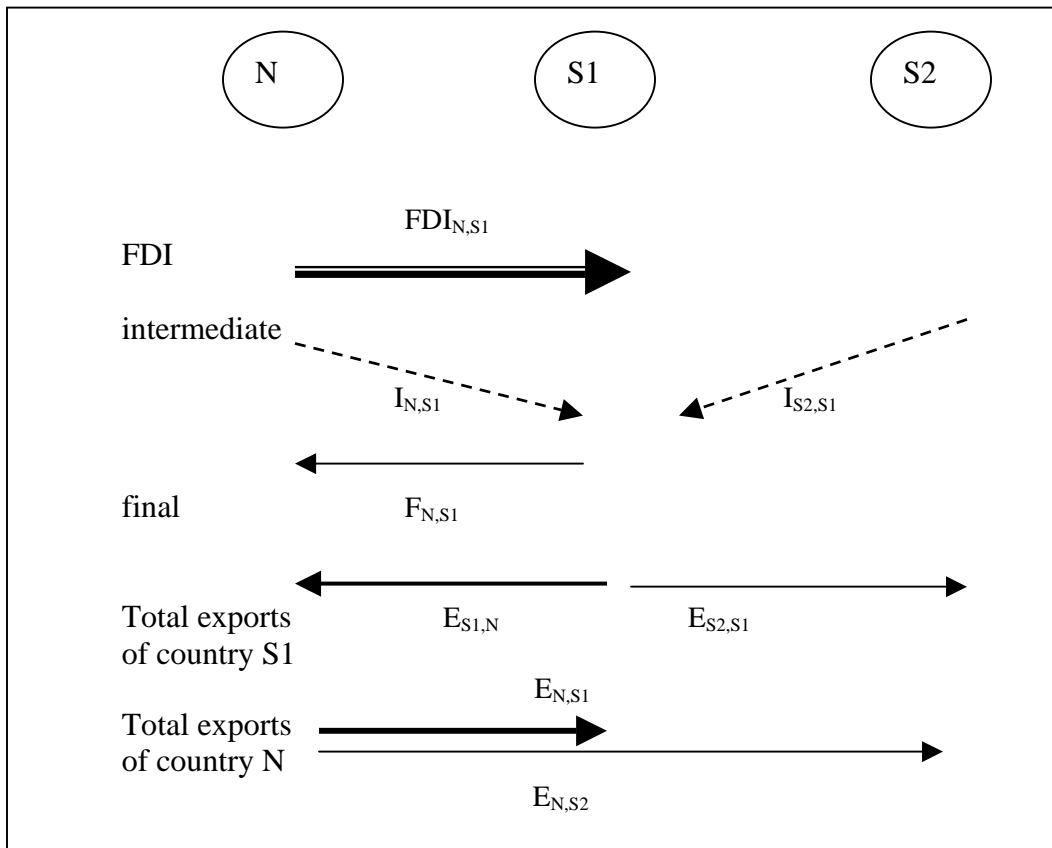 N S1 S2
FDI_N,S1
FDI
intermediate
I_N,S1 I_S2,S1
final
F_N,S1
Total exports
of country S1
E_S1,N E_S2,S1
E_N,S1
Total exports
of country N
E_N,S2